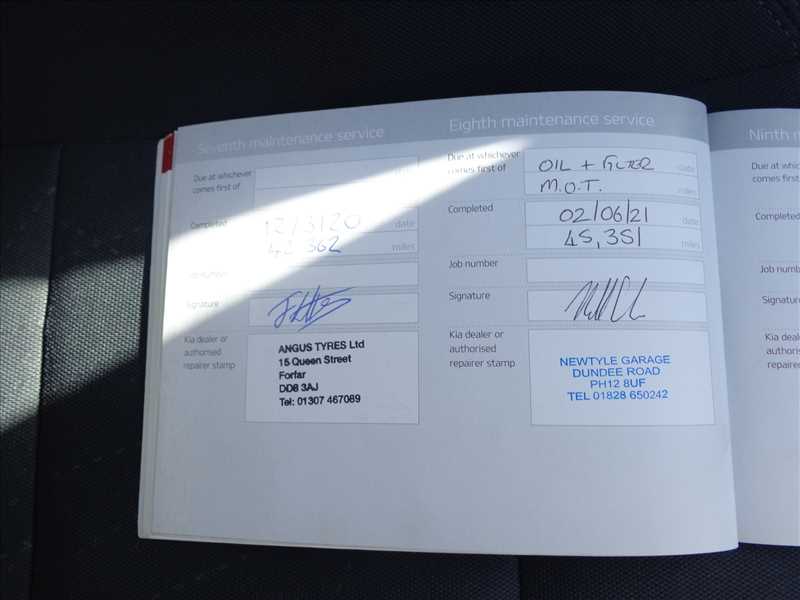 Seventh maintenance service
Due at whichever
comes first of
Completed
12/3/20 date
42,362 miles
Job number
Signature
Kia dealer or
authorised
repairer stamp
ANGUS TYRES Ltd
15 Queen Street
Forfar
DD8 3AJ
Tel: 01307 467089
Eighth maintenance service
Due at whichever
comes first of
OIL + FILTER date
M.O.T. miles
Completed
02/06/21 date
45,351 miles
Job number
Signature
Kia dealer or
authorised
repairer stamp
NEWTYLE GARAGE
DUNDEE ROAD
PH12 8UF
TEL 01828 650242
Ninth m
Due at whi
comes first
Completed
Job num
Signature
Kia deale
authoris
repairer